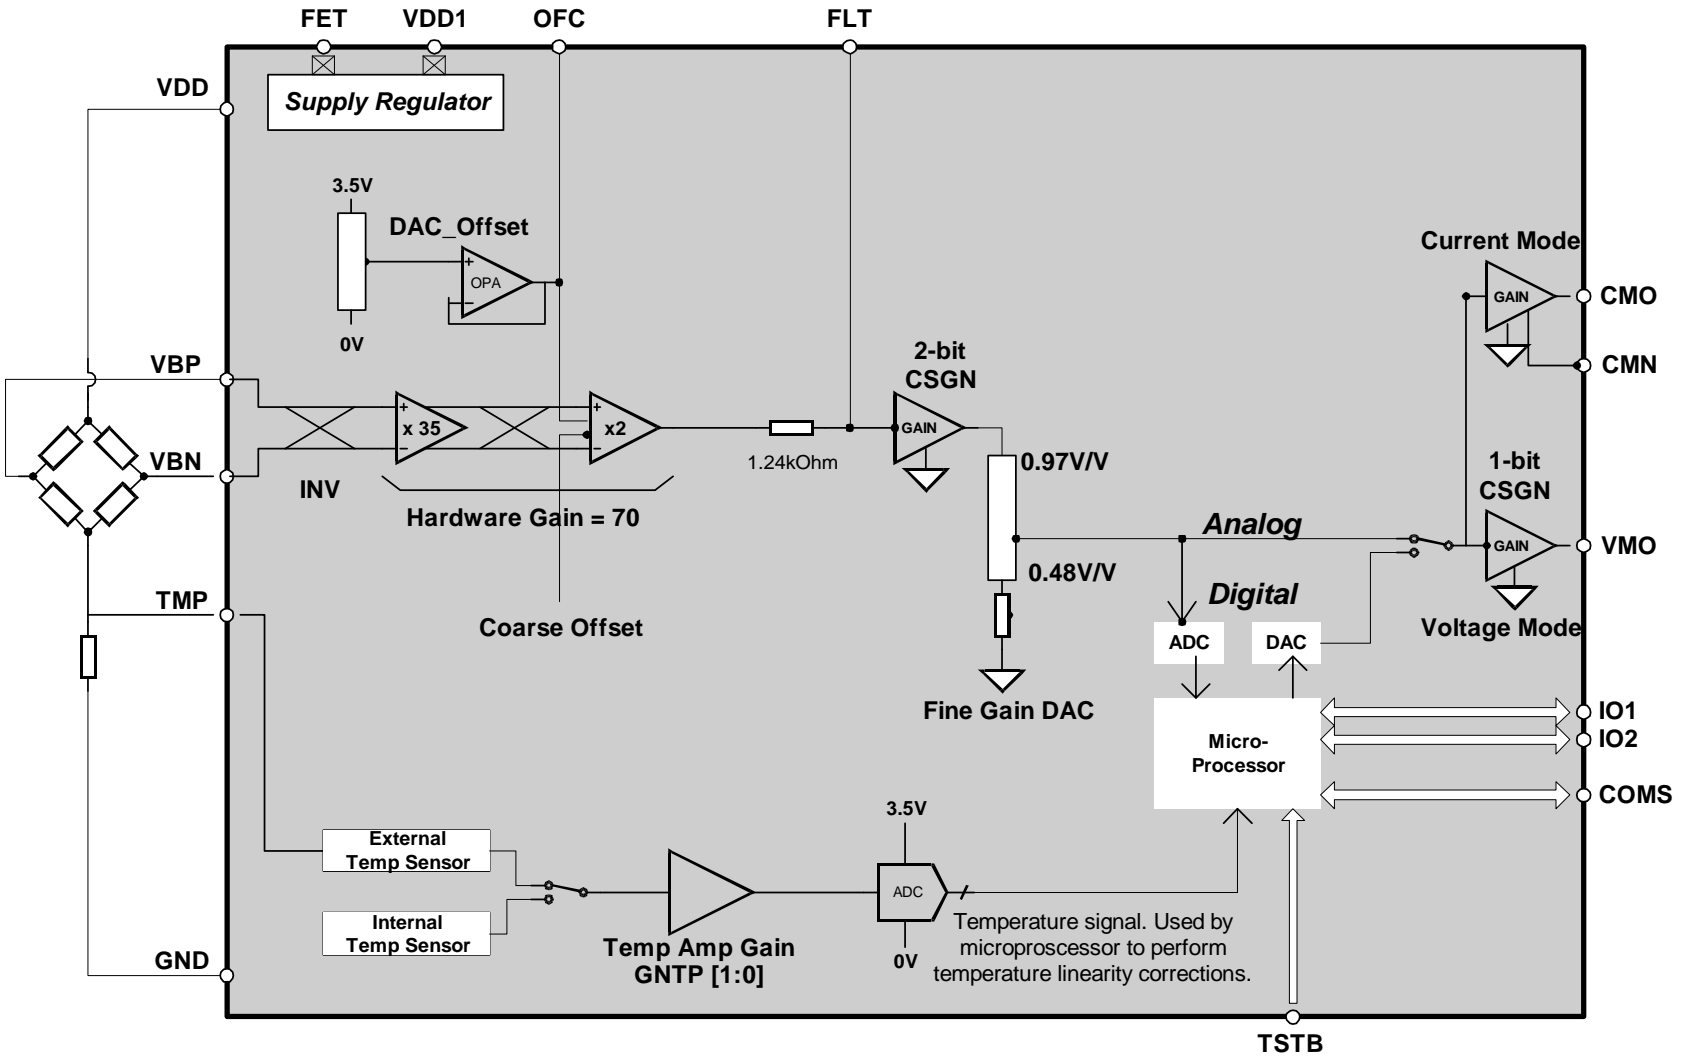 FET
VDD1
OFC
FLT
VDD
Supply Regulator
3.5V
DAC_Offset
+
OPA
−
0V
Current Mode
GAIN
CMO
CMN
VBP
2-bit
CSGN
+
x 35
−
+
x2
−
GAIN
1.24kOhm
VBN
INV
Hardware Gain = 70
0.97V/V
1-bit
CSGN
Analog
GAIN
VMO
0.48V/V
Digital
TMP
Coarse Offset
ADC
DAC
Voltage Mode
Fine Gain DAC
IO1
IO2
Micro-
Processor
COMS
3.5V
External
Temp Sensor
ADC
Internal
Temp Sensor
Temp Amp Gain
GNTP [1:0]
0V
Temperature signal. Used by
microproscessor to perform
temperature linearity corrections.
GND
TSTB